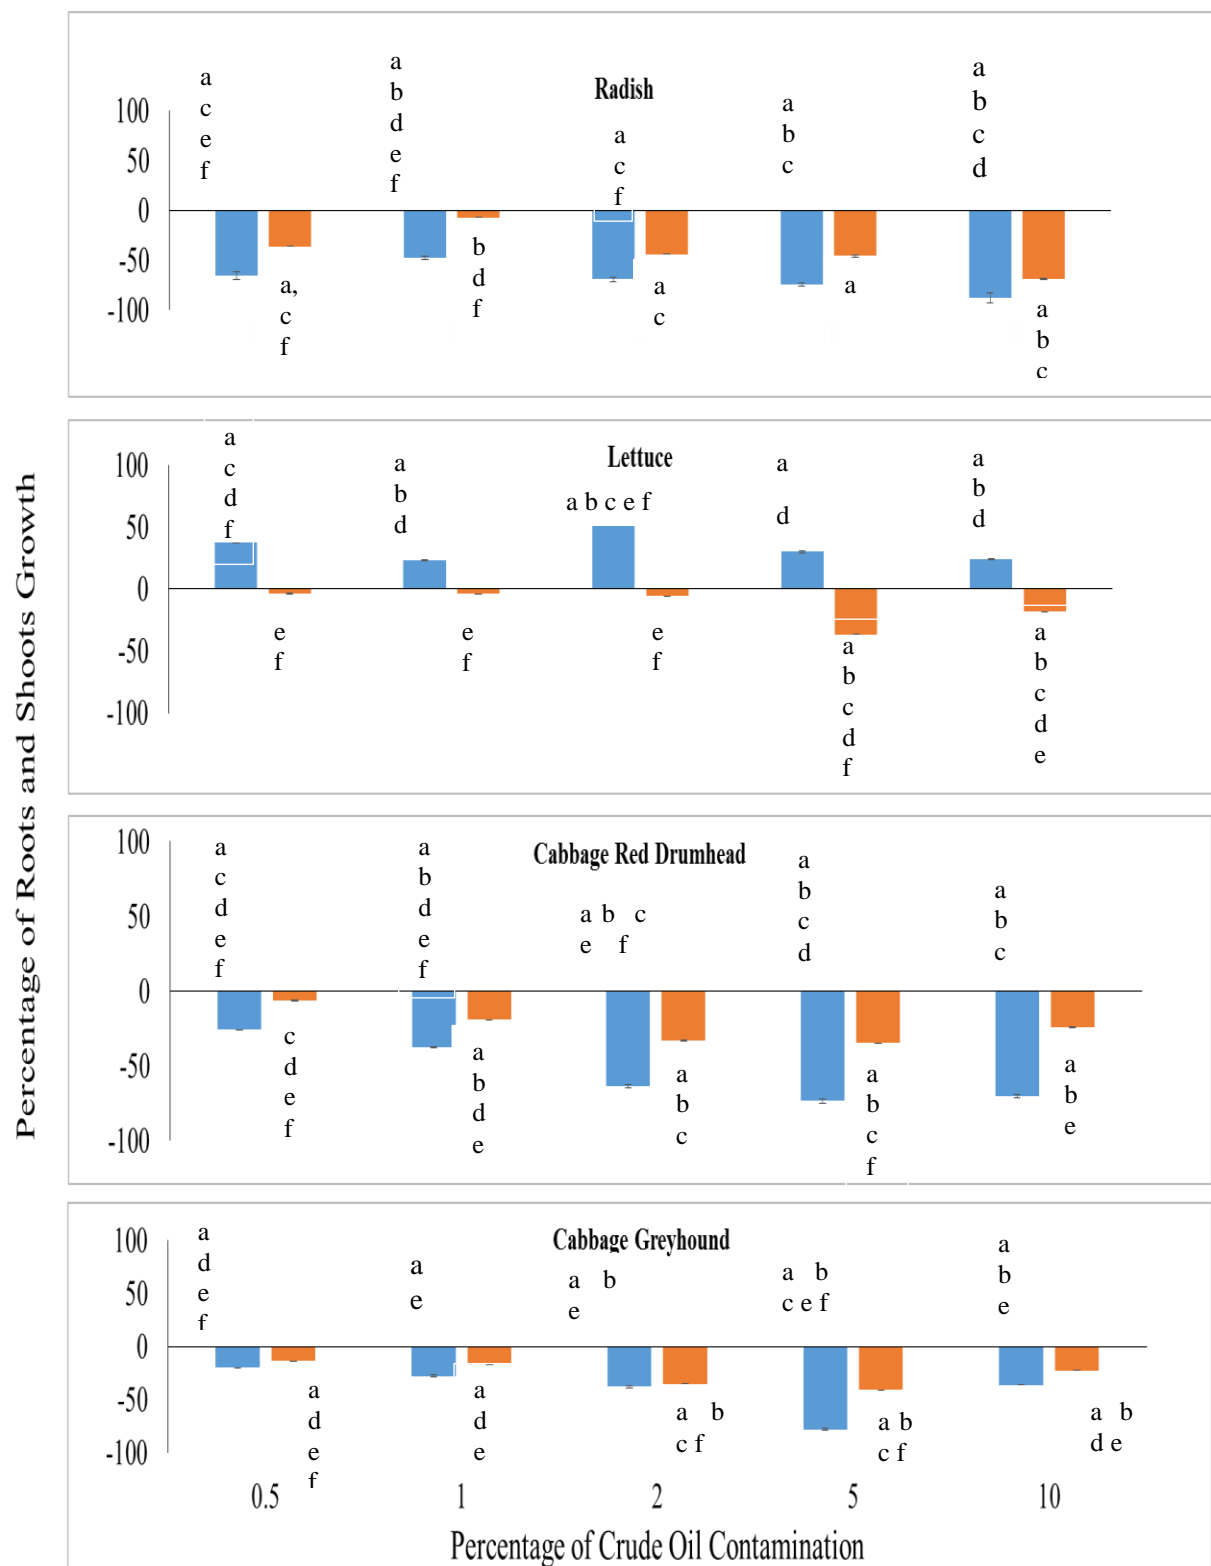 Percentage of Roots and Shoots Growth
Radish
100
50
0
-50
-100
a
c
e
f
a
b
d
e
f
a
c
f
a
b
c
a
b
c
d
a,
c
f
b
d
f
a
c
a
a
b
c
Lettuce
100
50
0
-50
-100
a
c
d
f
a
b
d
a b c e f
a
d
a
b
d
e
f
e
f
e
f
a
b
c
d
f
a
b
c
d
e
Cabbage Red Drumhead
100
50
0
-50
-100
a
c
d
e
f
a
b
d
e
f
a b c
e f
a
b
c
d
a
b
c
c
d
e
f
a
b
d
e
a
b
c
a
b
c
f
a
b
e
Cabbage Greyhound
100
50
0
-50
-100
a
d
e
f
a
e
a b
e
a b
c e f
a
b
e
a
d
e
f
a
d
e
a b
c f
a b
c f
a b
d e
0.5 1 2 5 10
Percentage of Crude Oil Contamination